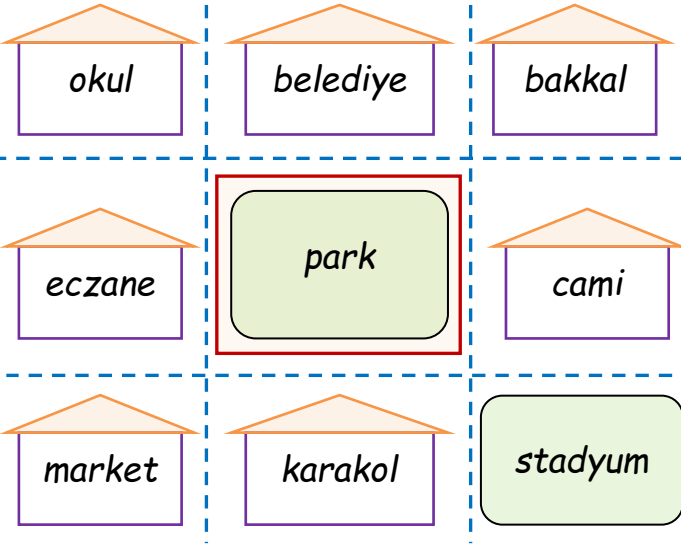 okul
belediye
bakkal
eczane
park
cami
market
karakol
stadyum